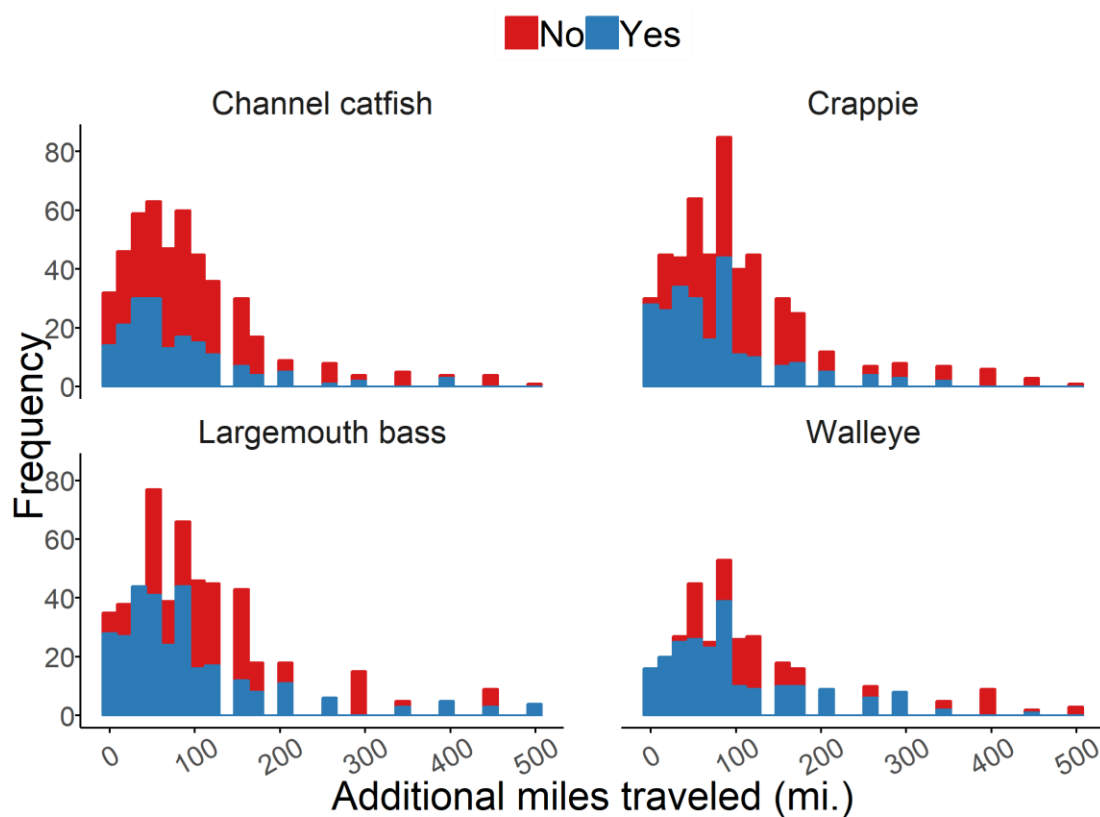 No Yes
Channel catfish
Crappie
80
60
40
20
0
Largemouth bass
Walleye
80
60
40
20
0
Frequency
0 100 200 300 400 500
0 100 200 300 400 500
Additional miles traveled (mi.)